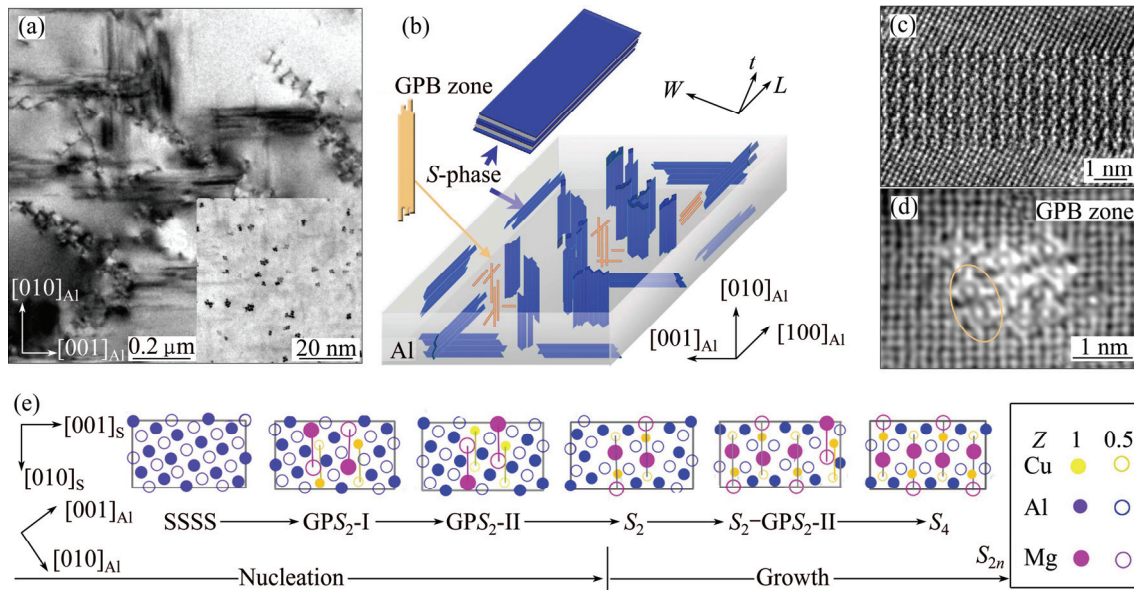 (a)
[010]Al
[001]Al
0.2 μm
20 nm
(b)
GPB zone
S-phase
W
t
L
Al
[010]Al
[001]Al
[100]Al
(c)
1 nm
(d)
GPB zone
1 nm
(e)
[001]S
[010]S
[001]Al
[010]Al
SSSS
GPS2-I
GPS2-II
S2
S2-GPS2-II
S4
S2n
Nucleation
Growth
Z 1 0.5
Cu
Al
Mg